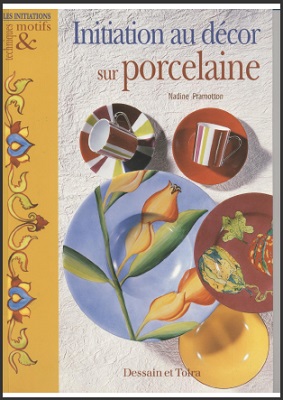 LES INITIATIONS
techniques
& motifs
Initiation au décor
sur porcelaine
Nadine Pramotton
Dessain et Tolra